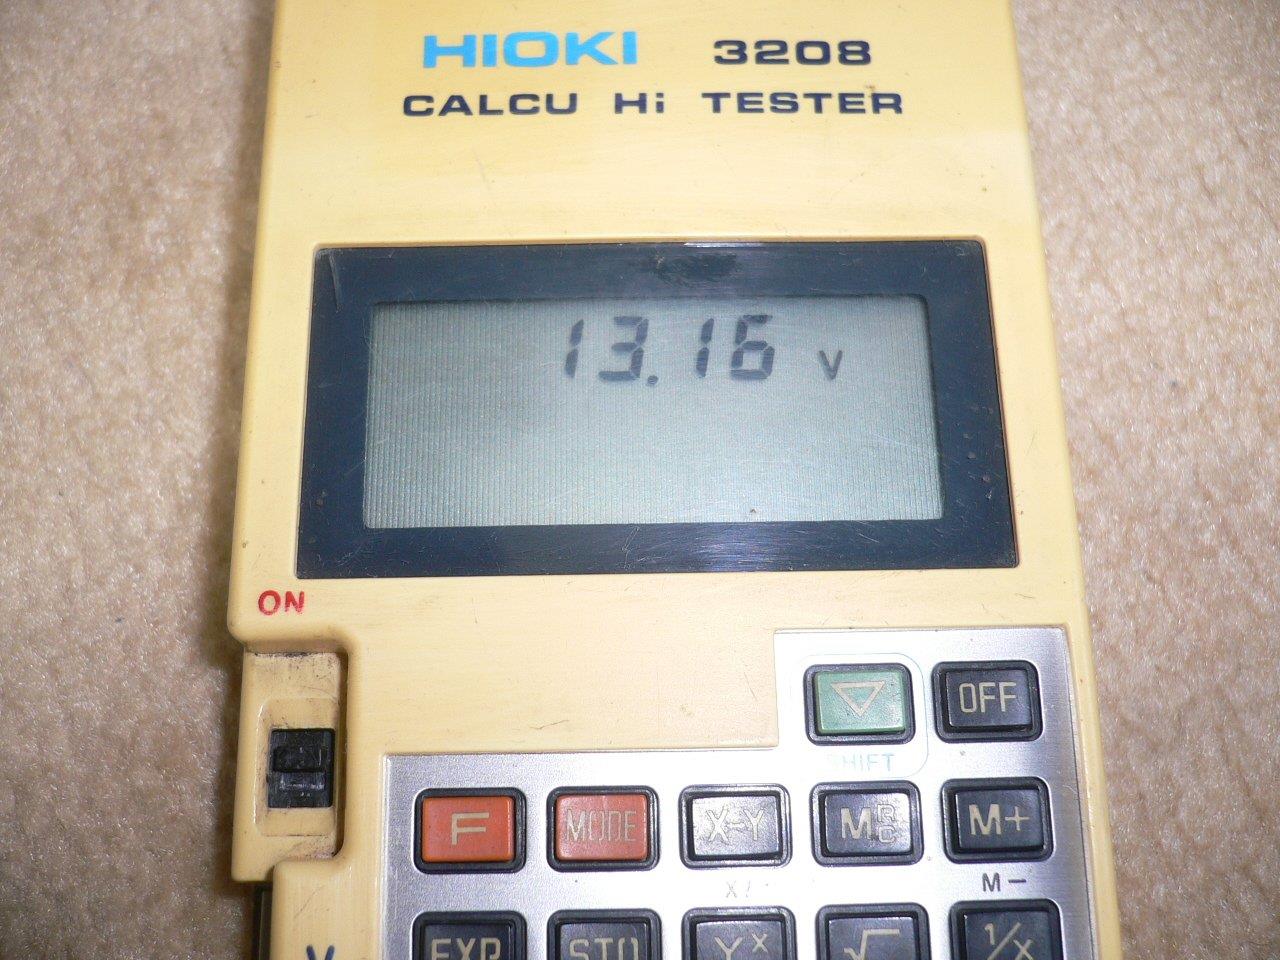 HIOKI 3208
CALCU Hi TESTER
13.16 V
ON
▽ OFF
SHIFT
F MODE X-Y MRC M+
M-
EXP STO Yˣ √ 1/x
V